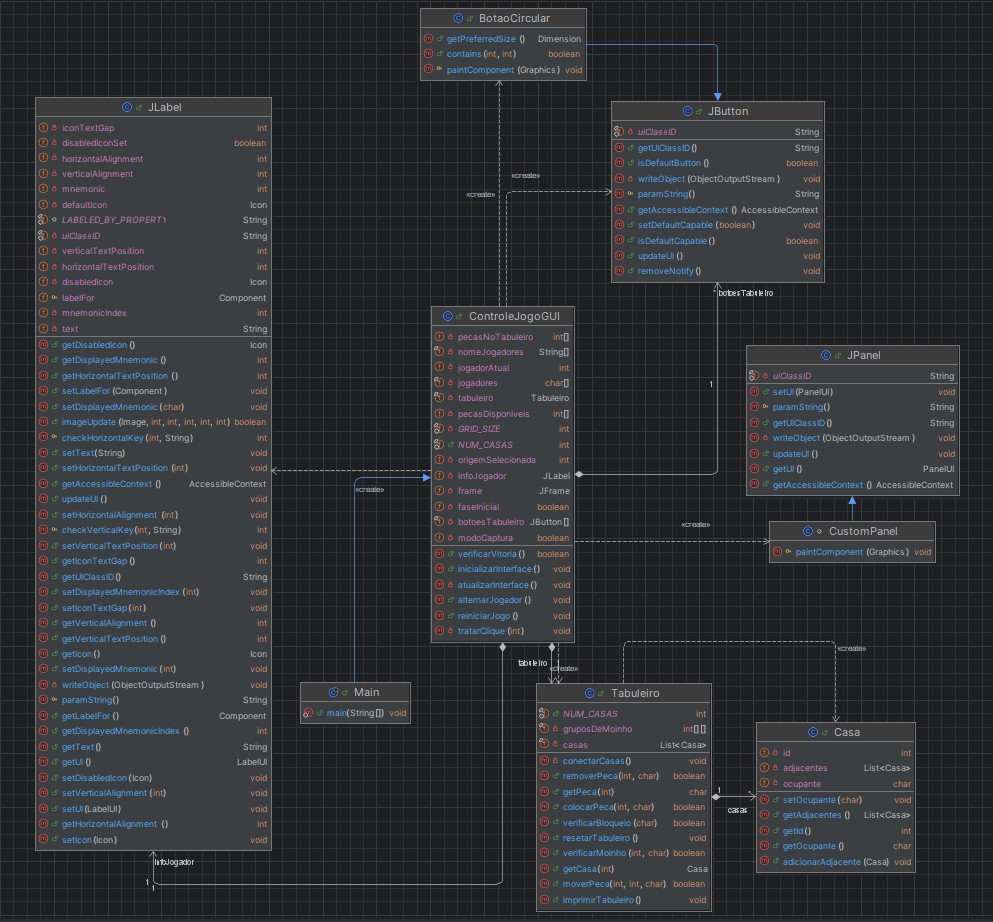 BotaoCircular
getPreferredSize () Dimension
contains (int, int) boolean
paintComponent (Graphics) void
JLabel
iconTextGap int
disabledIconSet boolean
horizontalAlignment int
verticalAlignment int
mnemonic int
defaultIcon Icon
LABELED_BY_PROPERTY String
uiClassID String
verticalTextPosition int
horizontalTextPosition int
disabledIcon Icon
labelFor Component
mnemonicIndex int
text String
getDisabledIcon () Icon
getDisplayedMnemonic () int
getHorizontalTextPosition () int
setLabelFor (Component ) void
setDisplayedMnemonic (char) void
imageUpdate (Image, int, int, int, int, int) boolean
checkHorizontalKey (int, String) int
setText(String) void
setHorizontalTextPosition (int) void
getAccessibleContext () AccessibleContext
updateUI () void
setHorizontalAlignment (int) void
checkVerticalKey(int, String) int
setVerticalTextPosition(int) void
getIconTextGap () int
getUIClassID () String
setDisplayedMnemonicIndex (int) void
setIconTextGap (int) void
getVerticalAlignment () int
getVerticalTextPosition () int
getIcon () Icon
setDisplayedMnemonic (int) void
writeObject (ObjectOutputStream ) void
paramString() String
getLabelFor () Component
getDisplayedMnemonicIndex () int
getText() String
getUI () LabelUI
setDisabledIcon (Icon) void
setVerticalAlignment (int) void
setUI (LabelUI) void
getHorizontalAlignment () int
setIcon (Icon) void
JButton
uiClassID String
getUIClassID () String
isDefaultButton () boolean
writeObject (ObjectOutputStream ) void
paramString() String
getAccessibleContext () AccessibleContext
setDefaultCapable (boolean) void
isDefaultCapable () boolean
updateUI () void
removeNotify () void
«create»
«create»
botoesTabuleiro
*
1
ControleJogoGUI
pecasNoTabuleiro int[]
nomeJogadores String[]
jogadorAtual int
jogadores char[]
tabuleiro Tabuleiro
pecasDisponiveis int[]
GRID_SIZE int
NUM_CASAS int
origemSelecionada int
infoJogador JLabel
frame JFrame
faseInicial boolean
botoesTabuleiro JButton []
modoCaptura boolean
verificarVitoria () boolean
inicializarInterface () void
atualizarInterface () void
alternarJogador () void
reiniciarJogo () void
tratarClique (int) void
JPanel
uiClassID String
setUI (PanelUI) void
paramString() String
getUIClassID () String
writeObject (ObjectOutputStream ) void
updateUI () void
getUI () PanelUI
getAccessibleContext () AccessibleContext
«create»
«create»
CustomPanel
paintComponent (Graphics ) void
tabuleiro
«create»
«create»
Main
main(String[]) void
Tabuleiro
NUM_CASAS int
gruposDeMoinho int[][]
casas List<Casa>
conectarCasas () void
removerPeca(int, char) boolean
getPeca(int) char
colocarPeca(int, char) boolean
verificarBloqueio (char) boolean
resetarTabuleiro () void
verificarMoinho (int, char) boolean
getCasa(int) Casa
moverPeca(int, int, char) boolean
imprimirTabuleiro () void
1
casas
Casa
id int
adjacentes List<Casa>
ocupante char
setOcupante (char) void
getAdjacentes () List<Casa>
getId () int
getOcupante () char
adicionarAdjacente (Casa) void
infoJogador
1
1